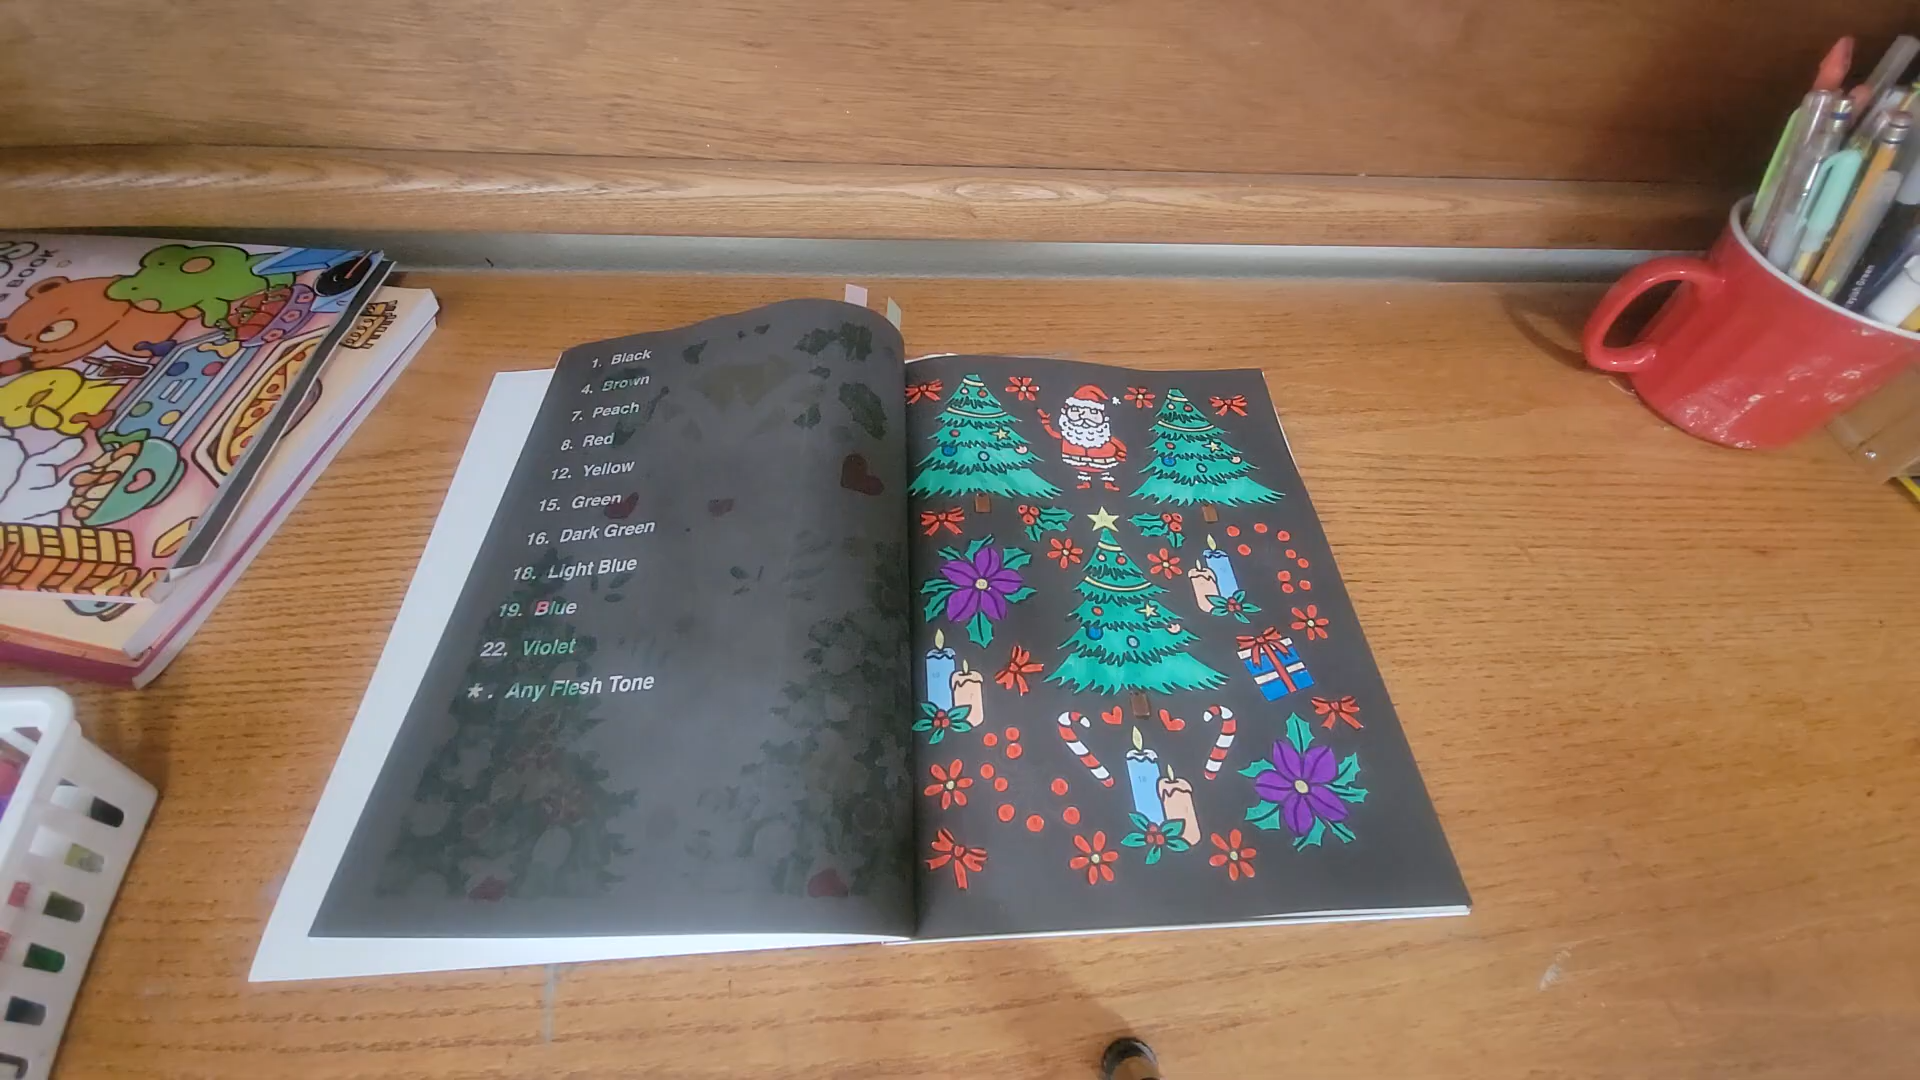 BOOK
1. Black
4. Brown
7. Peach
8. Red
12. Yellow
15. Green
16. Dark Green
18. Light Blue
19. Blue
22. Violet
*. Any Flesh Tone